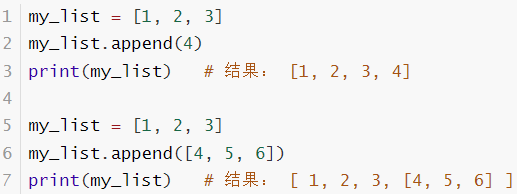 1 my_list = [1, 2, 3]
2 my_list.append(4)
3 print(my_list)   # 结果： [1, 2, 3, 4]
4
5 my_list = [1, 2, 3]
6 my_list.append([4, 5, 6])
7 print(my_list)   # 结果： [ 1, 2, 3, [4, 5, 6] ]